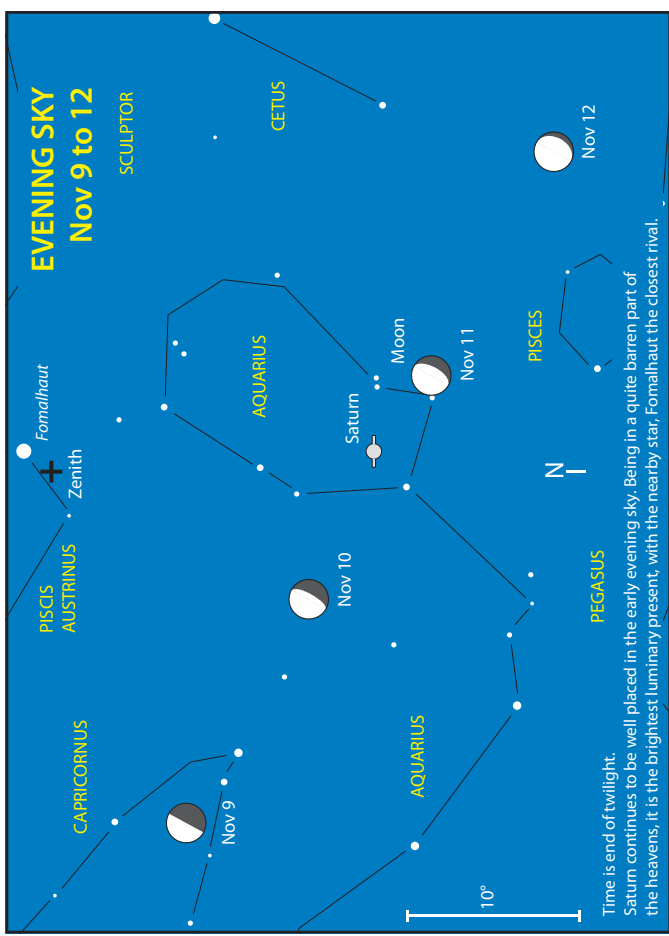 EVENING SKY
Nov 9 to 12
SCULPTOR
CETUS
Fomalhaut
Zenith
PISCIS
AUSTRINUS
AQUARIUS
Saturn
Moon
Nov 11
Nov 12
PISCES
N
Nov 10
CAPRICORNUS
Nov 9
AQUARIUS
PEGASUS
10°
Time is end of twilight.
Saturn continues to be well placed in the early evening sky. Being in a quite barren part of
the heavens, it is the brightest luminary present, with the nearby star, Fomalhaut the closest rival.